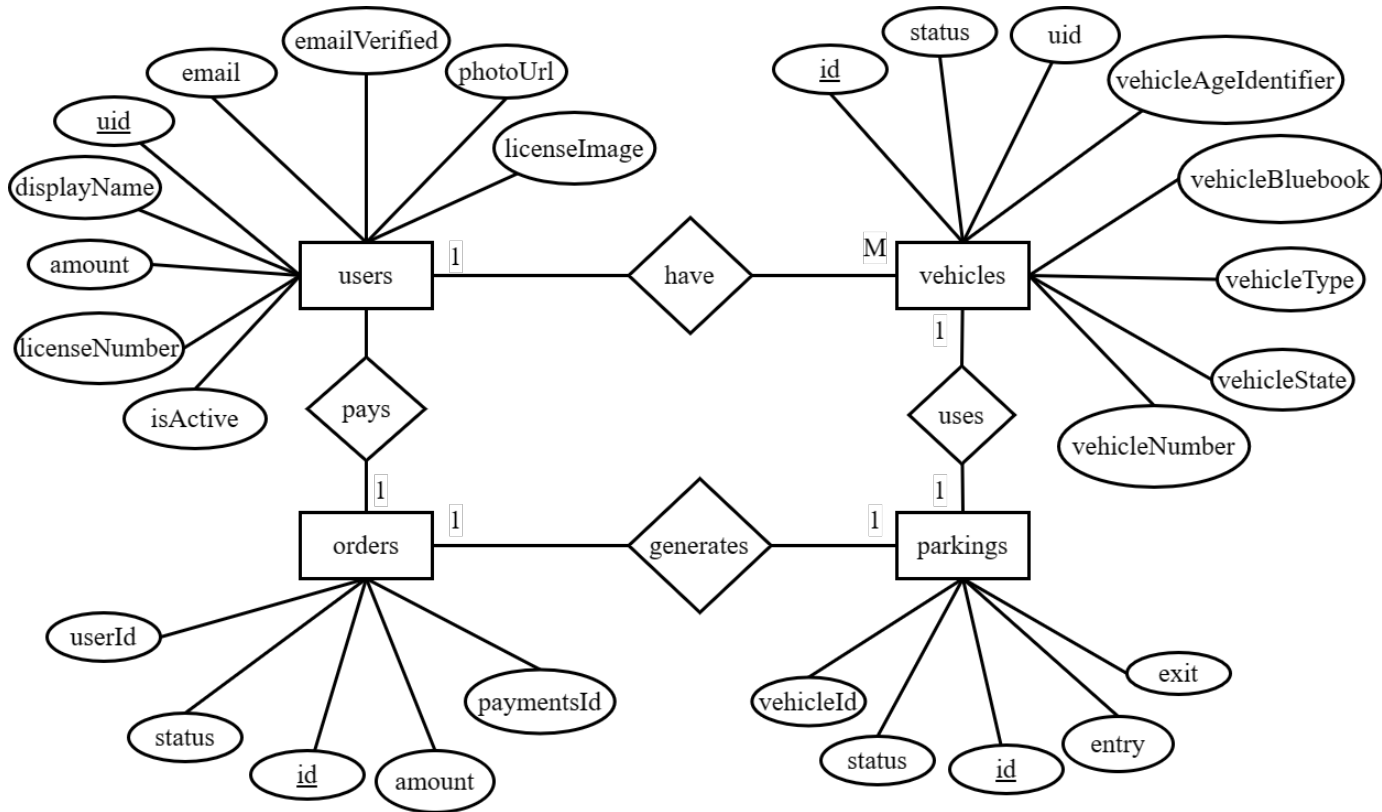 emailVerified
email
photoUrl
uid
licenseImage
displayName
amount
licenseNumber
isActive
users
1
have
M
vehicles
status
uid
id
vehicleAgeIdentifier
vehicleBluebook
vehicleType
vehicleState
vehicleNumber
1
pays
uses
1
1
orders
1
generates
1
parkings
userId
status
id
amount
paymentsId
vehicleId
status
id
entry
exit